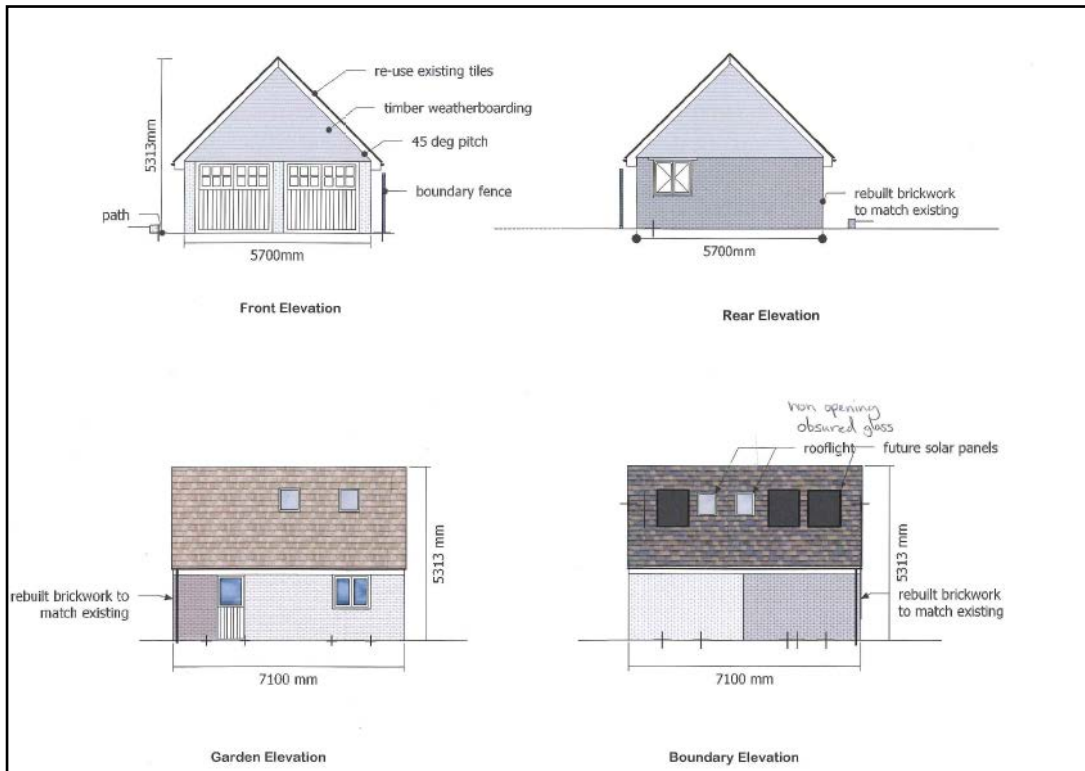 re-use existing tiles
timber weatherboarding
45 deg pitch
5313mm
boundary fence
path
5700mm
Front Elevation
rebuilt brickwork
to match existing
5700mm
Rear Elevation
rebuilt brickwork to
match existing
5313 mm
7100 mm
Garden Elevation
non opening
obsured glass
rooflight
future solar panels
5313 mm
rebuilt brickwork
to match existing
7100 mm
Boundary Elevation